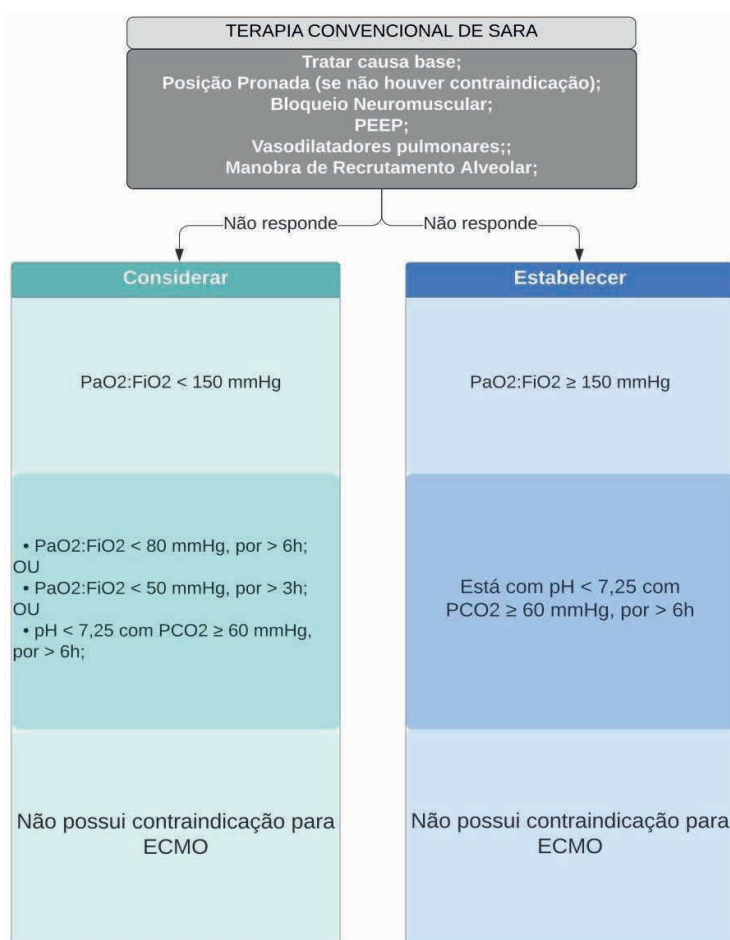 TERAPIA CONVENCIONAL DE SARA
Tratar causa base;
Posição Pronada (se não houver contraindicação);
Bloqueio Neuromuscular;
PEEP;
Vasodilatadores pulmonares;;
Manobra de Recrutamento Alveolar;
Não responde
Não responde
Considerar
PaO2:FiO2 < 150 mmHg
• PaO2:FiO2 < 80 mmHg, por > 6h;
OU
• PaO2:FiO2 < 50 mmHg, por > 3h;
OU
• pH < 7,25 com PCO2 ≥ 60 mmHg,
por > 6h;
Não possui contraindicação para
ECMO
Estabelecer
PaO2:FiO2 ≥ 150 mmHg
Está com pH < 7,25 com
PCO2 ≥ 60 mmHg, por > 6h
Não possui contraindicação para
ECMO